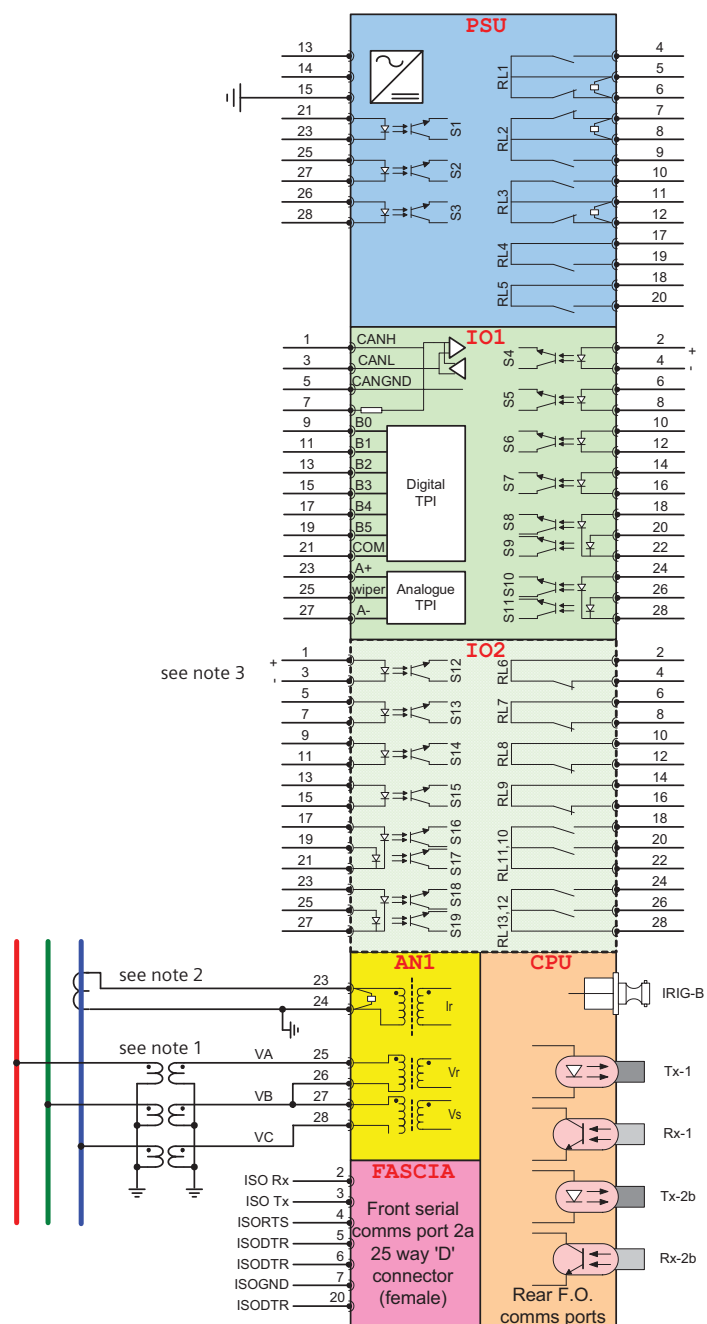 PSU
13
14
15
21
23
25
27
26
28
S1
S2
S3
RL1
RL2
RL3
RL4
RL5
4
5
6
7
8
9
10
11
12
17
19
18
20
IO1
1 CANH
3 CANL
5 CANGND
7
9 B0
11 B1
13 B2
15 B3
17 B4
19 B5
21 COM
23 A+
25 wiper
27 A-
Digital
TPI
Analogue
TPI
S4
S5
S6
S7
S8
S9
S10
S11
2 +
4 -
6
8
10
12
14
16
18
20
22
24
26
28
IO2
see note 3
+ 1
- 3
5
7
9
11
13
15
17
19
21
23
25
27
S12
S13
S14
S15
S16
S17
S18
S19
RL6
RL7
RL8
RL9
RL11,10
RL13,12
2
4
6
8
10
12
14
16
18
20
22
24
26
28
AN1
see note 2
23
24
Ir
see note 1
VA 25
26
VB 27
28
VC
Vr
Vs
CPU
IRIG-B
Tx-1
Rx-1
Tx-2b
Rx-2b
Rear F.O.
comms ports
FASCIA
ISO Rx 2
ISO Tx 3
ISORTS 4
ISODTR 5
ISODTR 6
ISOGND 7
ISODTR 20
Front serial
comms port 2a
25 way 'D'
connector
(female)